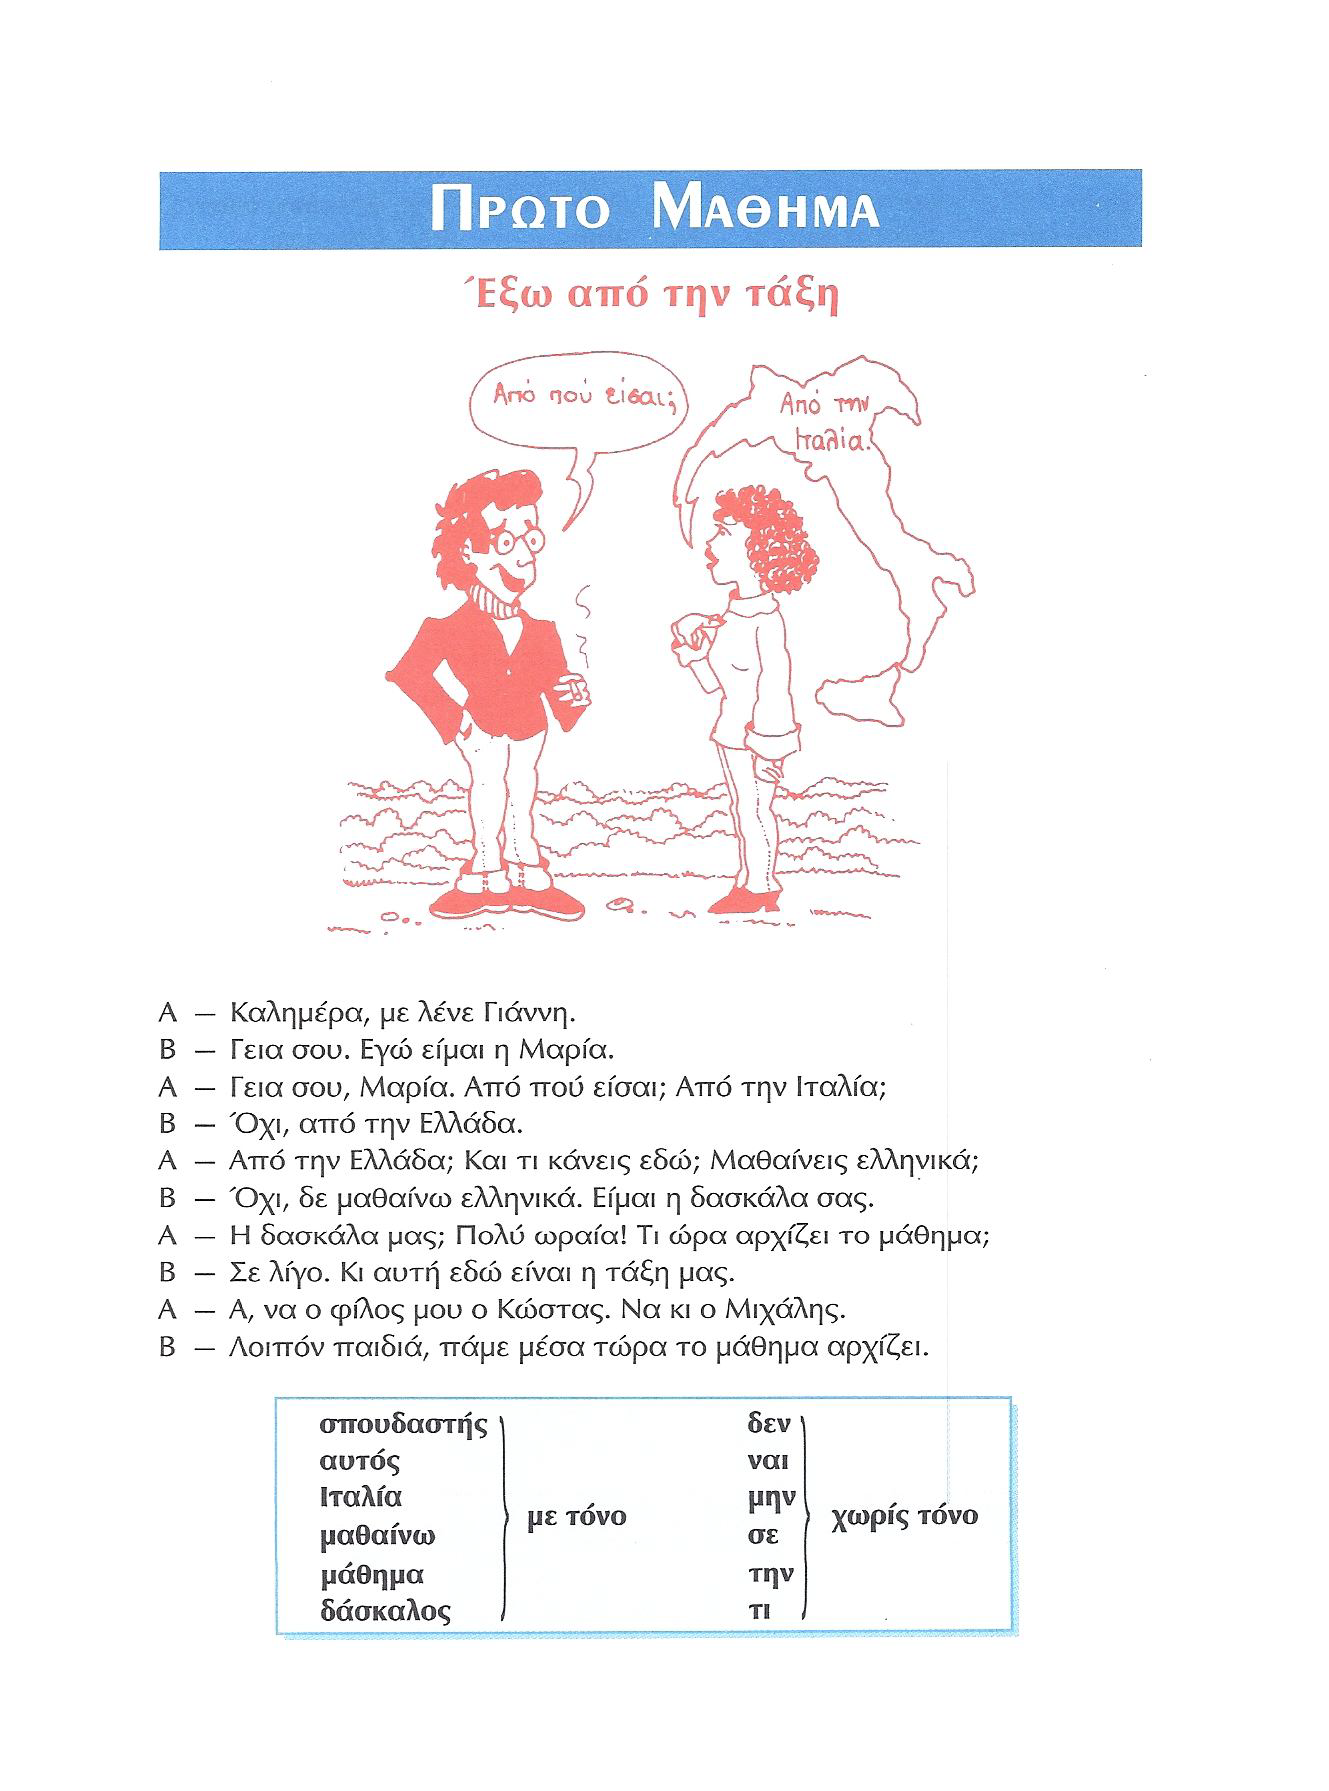 ΠΡΩΤΟ ΜΑΘΗΜΑ
Έξω από την τάξη
Από πού είσαι;
Από την
Ιταλία.
Α – Καλημέρα, με λένε Γιάννη.
Β – Γεια σου. Εγώ είμαι η Μαρία.
Α – Γεια σου, Μαρία. Από πού είσαι; Από την Ιταλία;
Β – Όχι, από την Ελλάδα.
Α – Από την Ελλάδα; Και τι κάνεις εδώ; Μαθαίνεις ελληνικά;
Β – Όχι, δε μαθαίνω ελληνικά. Είμαι η δασκάλα σας.
Α – Η δασκάλα μας; Πολύ ωραία! Τι ώρα αρχίζει το μάθημα;
Β – Σε λίγο. Κι αυτή εδώ είναι η τάξη μας.
Α – Α, να ο φίλος μου ο Κώστας. Να κι ο Μιχάλης.
Β – Λοιπόν παιδιά, πάμε μέσα τώρα το μάθημα αρχίζει.
σπουδαστής
αυτός
Ιταλία
μαθαίνω
μάθημα
δάσκαλος
με τόνο
δεν
ναι
μην
σε
την
τι
χωρίς τόνο